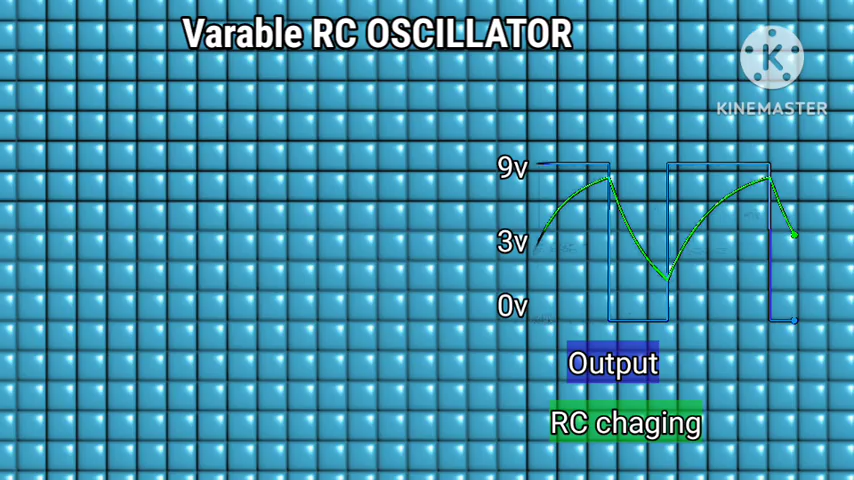 Varable RC OSCILLATOR
K
KINEMASTER
9v
3v
0v
Output
RC chaging